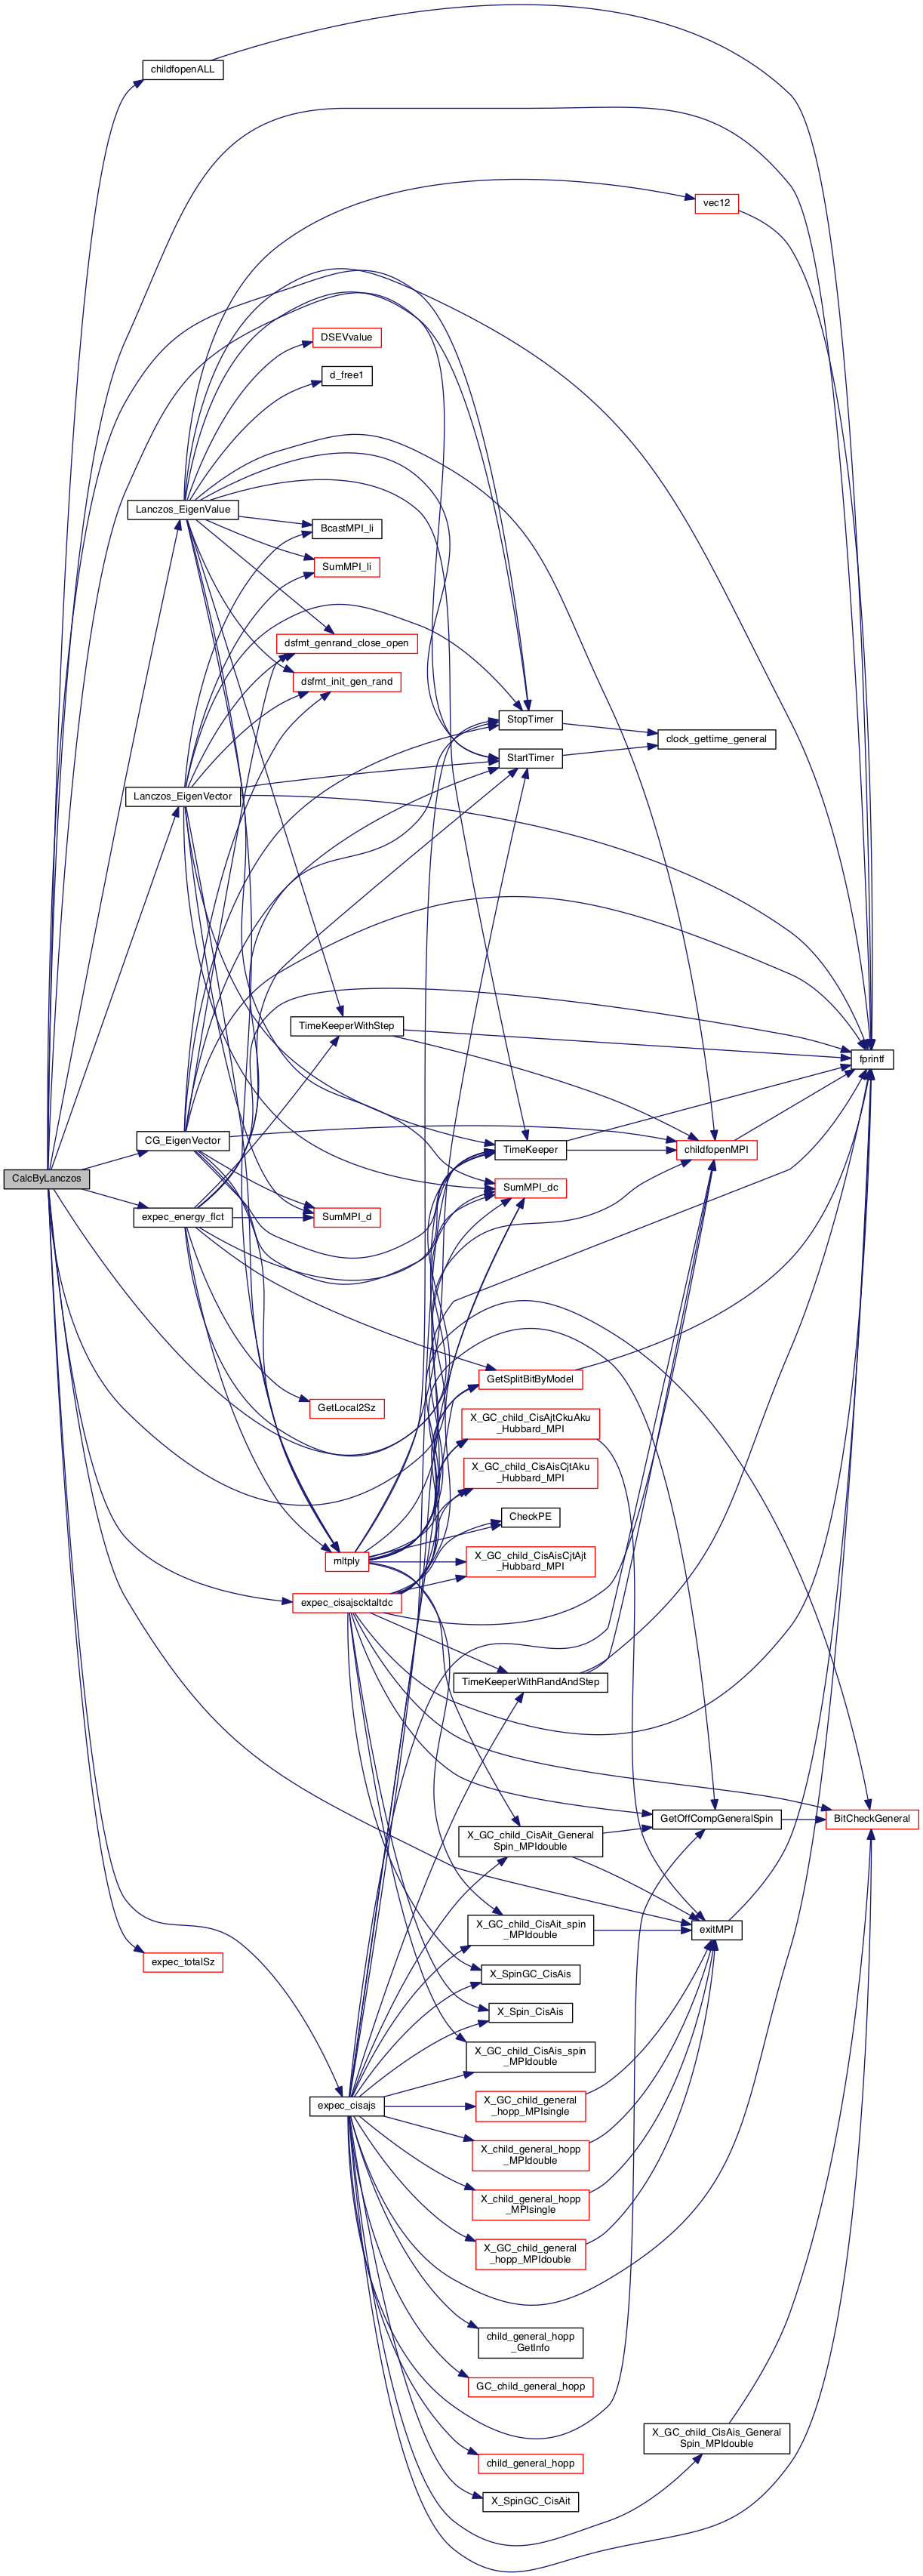 childfopenALL
vec12
DSEVvalue
d_free1
Lanczos_EigenValue
BcastMPI_li
SumMPI_li
dsfmt_genrand_close_open
dsfmt_init_gen_rand
StopTimer
clock_gettime_general
StartTimer
Lanczos_EigenVector
TimeKeeperWithStep
fprintf
CG_EigenVector
TimeKeeper
childfopenMPI
CalcByLanczos
SumMPI_dc
expec_energy_flct
SumMPI_d
GetSplitBitByModel
GetLocal2Sz
X_GC_child_CisAjtCkuAku
_Hubbard_MPI
X_GC_child_CisAisCjtAku
_Hubbard_MPI
CheckPE
mltply
X_GC_child_CisAisCjtAjt
_Hubbard_MPI
expec_cisajscktaltdc
TimeKeeperWithRandAndStep
GetOffCompGeneralSpin
BitCheckGeneral
X_GC_child_CisAit_General
Spin_MPIdouble
X_GC_child_CisAit_spin
_MPIdouble
exitMPI
expec_totalSz
X_SpinGC_CisAis
X_Spin_CisAis
X_GC_child_CisAis_spin
_MPIdouble
expec_cisajs
X_GC_child_general
_hopp_MPIsingle
X_child_general_hopp
_MPIdouble
X_child_general_hopp
_MPIsingle
X_GC_child_general
_hopp_MPIdouble
child_general_hopp
_GetInfo
GC_child_general_hopp
X_GC_child_CisAis_General
Spin_MPIdouble
child_general_hopp
X_SpinGC_CisAit